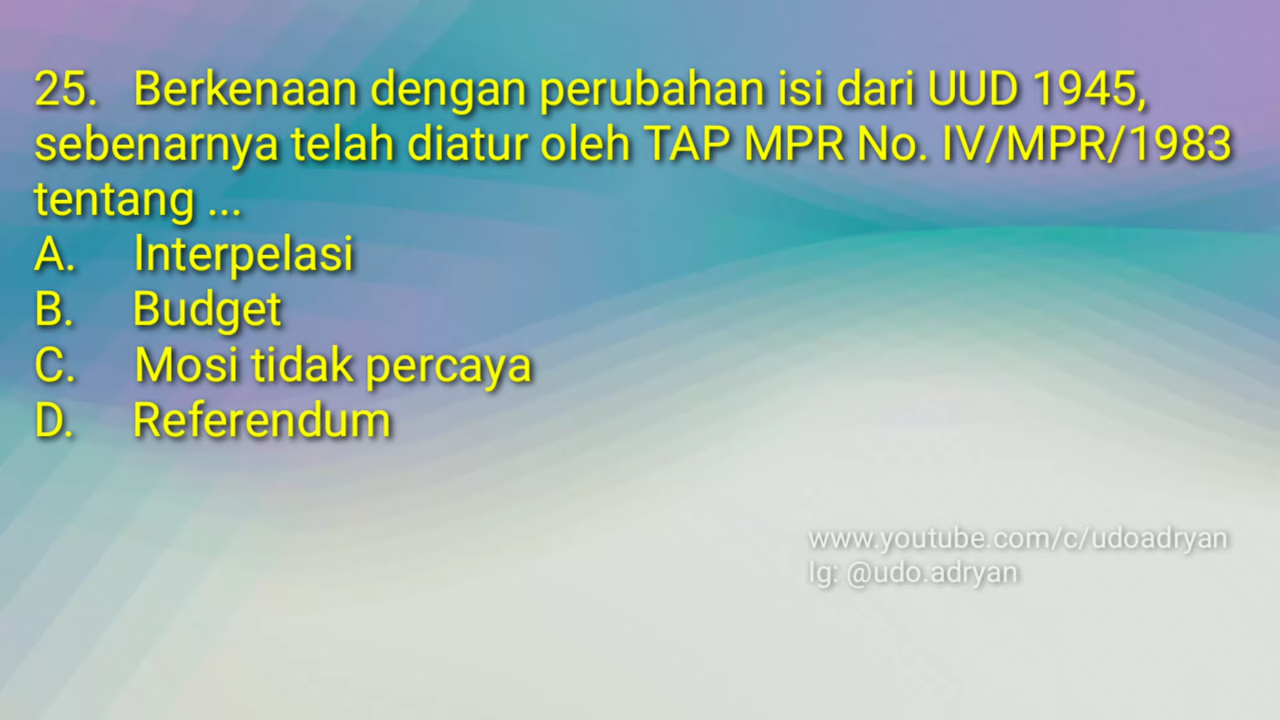 25. Berkenaan dengan perubahan isi dari UUD 1945,
sebenarnya telah diatur oleh TAP MPR No. IV/MPR/1983
tentang ...
A. Interpelasi
B. Budget
C. Mosi tidak percaya
D. Referendum
www.youtube.com/c/udoadryan
Ig: @udo.adryan